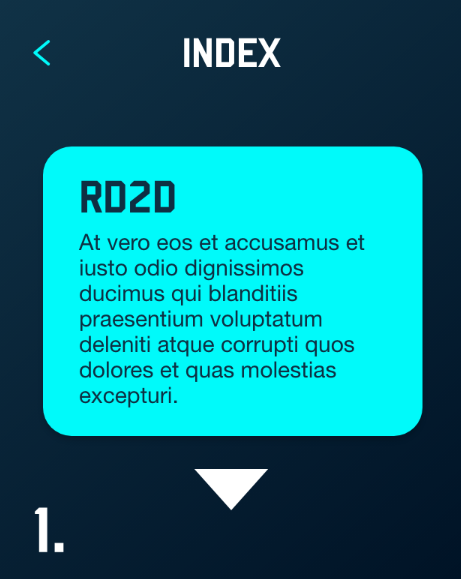 INDEX
RD2D
At vero eos et accusamus et
iusto odio dignissimos
ducimus qui blanditiis
praesentium voluptatum
deleniti atque corrupti quos
dolores et quas molestias
excepturi.
1.